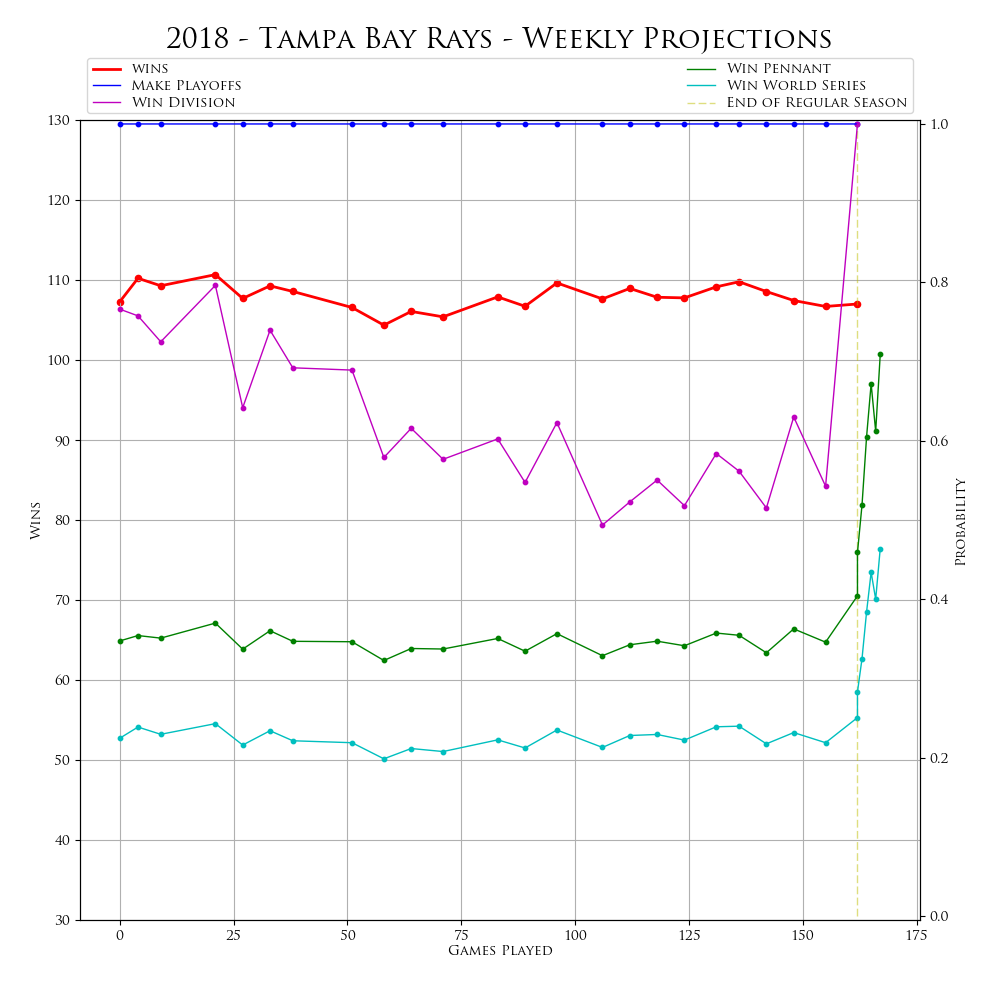 2018 - Tampa Bay Rays - Weekly Projections
wins
Make Playoffs
Win Division
Win Pennant
Win World Series
End of Regular Season
130
120
110
100
90
80
70
60
50
40
30
Wins
1.0
0.8
0.6
0.4
0.2
0.0
Probability
0 25 50 75 100 125 150 175
Games Played